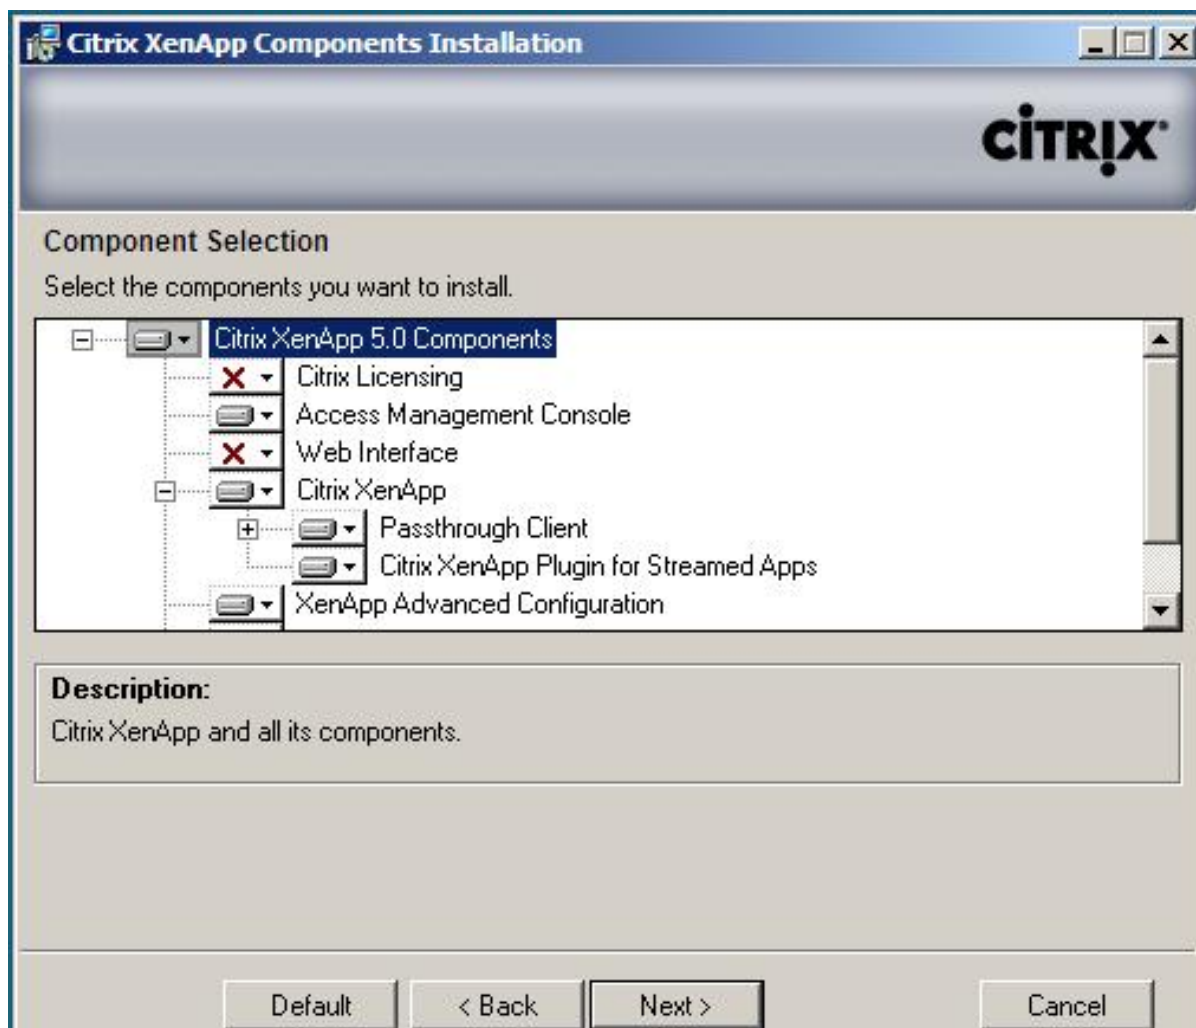 Citrix XenApp Components Installation
CiTRIX
Component Selection
Select the components you want to install.
Citrix XenApp 5.0 Components
Citrix Licensing
Access Management Console
Web Interface
Citrix XenApp
Passthrough Client
Citrix XenApp Plugin for Streamed Apps
XenApp Advanced Configuration
Description:
Citrix XenApp and all its components.
Default
< Back
Next >
Cancel